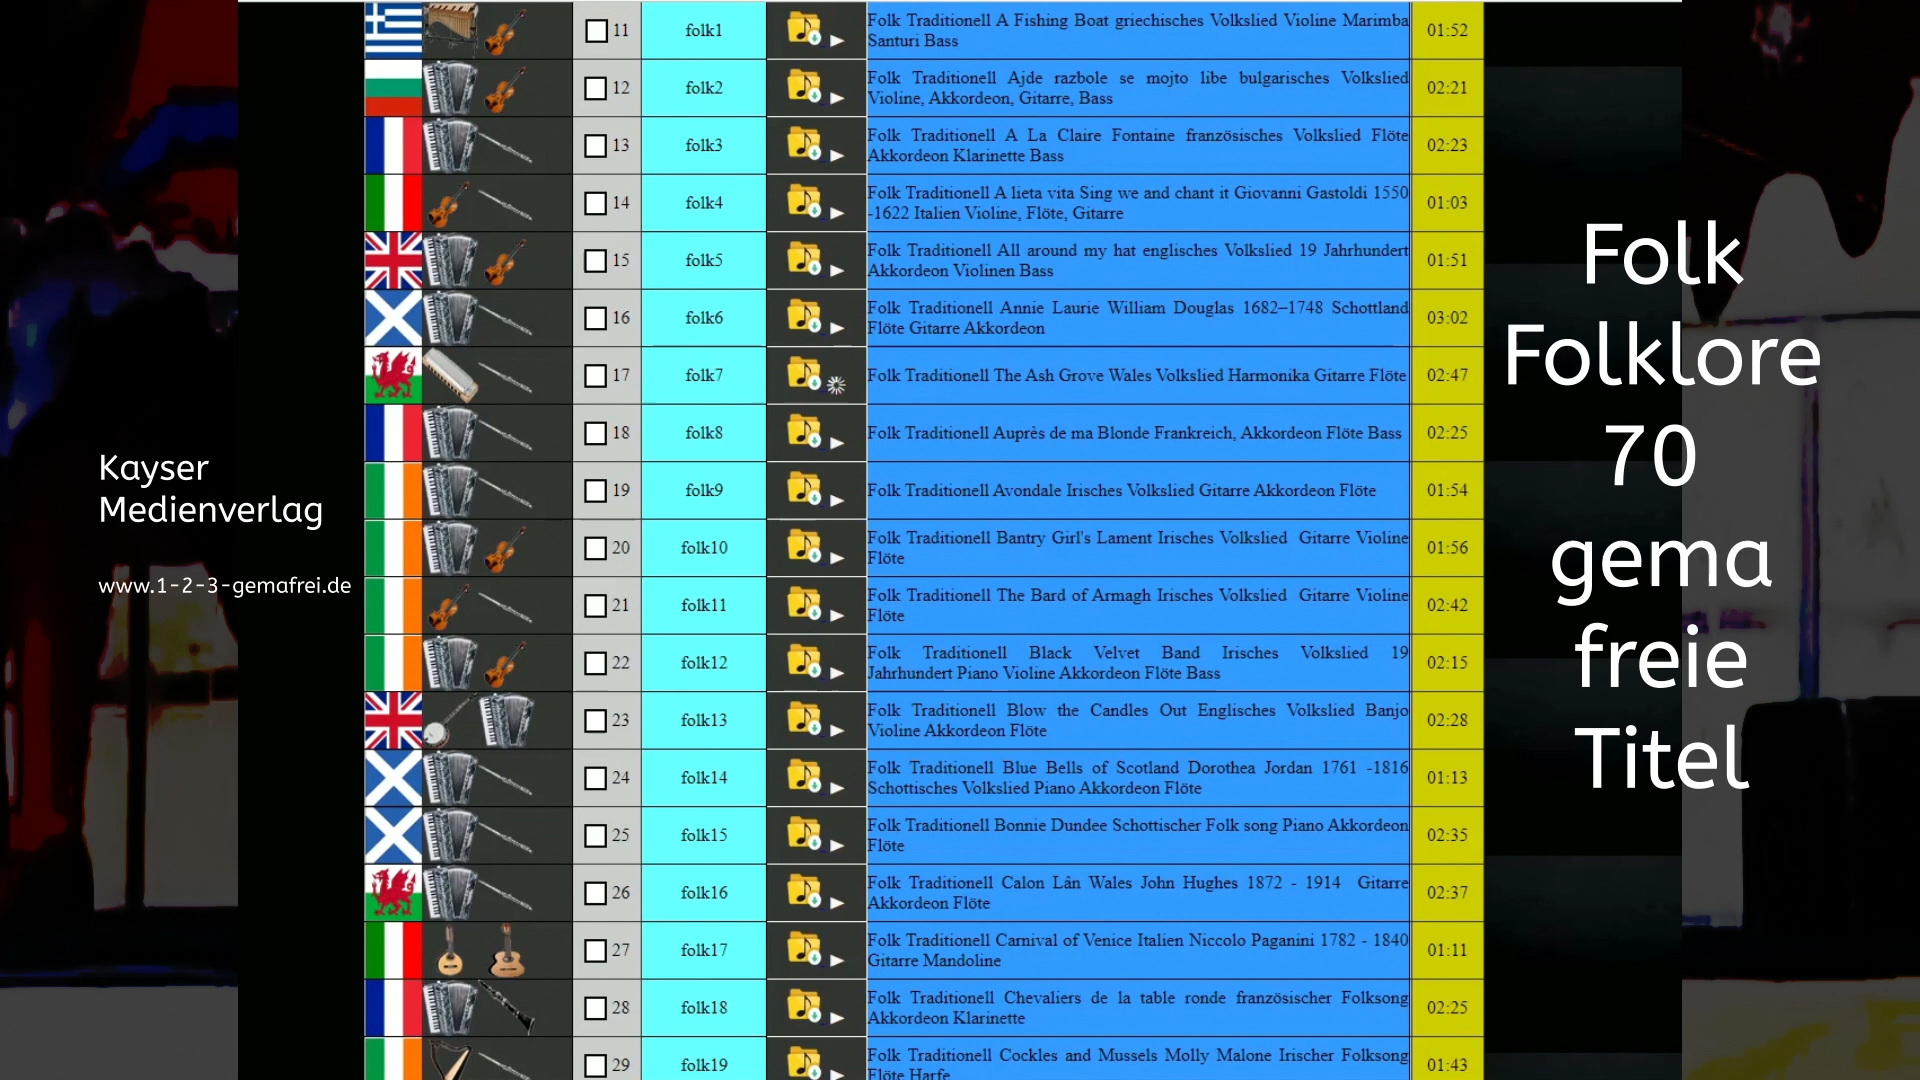 Kayser
Medienverlag
www.1-2-3-gemafrei.de
11 folk1 Folk Traditionell A Fishing Boat griechisches Volkslied Violine Marimba 01:52
Santuri Bass
12 folk2 Folk Traditionell Ajde razbole se mojto libe bulgarisches Volkslied 02:21
Violine, Akkordeon, Gitarre, Bass
13 folk3 Folk Traditionell A La Claire Fontaine französisches Volkslied Flöte 02:23
Akkordeon Klarinette Bass
14 folk4 Folk Traditionell A lieta vita Sing we and chant it Giovanni Gastoldi 1550 01:03
-1622 Italien Violine, Flöte, Gitarre
15 folk5 Folk Traditionell All around my hat englisches Volkslied 19 Jahrhundert 01:51
Akkordeon Violinen Bass
16 folk6 Folk Traditionell Annie Laurie William Douglas 1682–1748 Schottland 03:02
Flöte Gitarre Akkordeon
17 folk7 Folk Traditionell The Ash Grove Wales Volkslied Harmonika Gitarre Flöte 02:47
18 folk8 Folk Traditionell Auprès de ma Blonde Frankreich, Akkordeon Flöte Bass 02:25
19 folk9 Folk Traditionell Avondale Irisches Volkslied Gitarre Akkordeon Flöte 01:54
20 folk10 Folk Traditionell Bantry Girl's Lament Irisches Volkslied Gitarre Violine 01:56
Flöte
21 folk11 Folk Traditionell The Bard of Armagh Irisches Volkslied Gitarre Violine 02:42
Flöte
22 folk12 Folk Traditionell Black Velvet Band Irisches Volkslied 19 02:15
Jahrhundert Piano Violine Akkordeon Flöte Bass
23 folk13 Folk Traditionell Blow the Candles Out Englisches Volkslied Banjo 02:28
Violine Akkordeon Flöte
24 folk14 Folk Traditionell Blue Bells of Scotland Dorothea Jordan 1761 -1816 01:13
Schottisches Volkslied Piano Akkordeon Flöte
25 folk15 Folk Traditionell Bonnie Dundee Schottischer Folk song Piano Akkordeon 02:35
Flöte
26 folk16 Folk Traditionell Calon Lân Wales John Hughes 1872 - 1914 Gitarre 02:37
Akkordeon Flöte
27 folk17 Folk Traditionell Carnival of Venice Italien Niccolo Paganini 1782 - 1840 01:11
Gitarre Mandoline
28 folk18 Folk Traditionell Chevaliers de la table ronde französischer Folksong 02:25
Akkordeon Klarinette
29 folk19 Folk Traditionell Cockles and Mussels Molly Malone Irischer Folksong 01:43
Flöte Harfe
Folk
Folklore
70
gema
freie
Titel